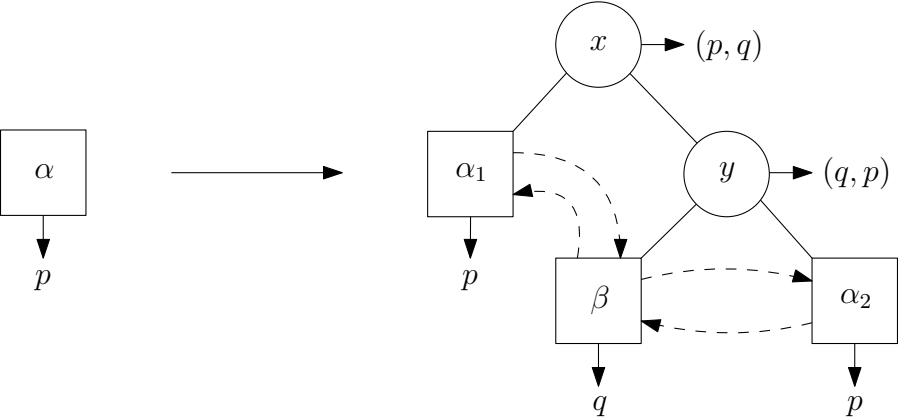 x (p, q)
α α₁ y (q, p)
p p β α₂
q p